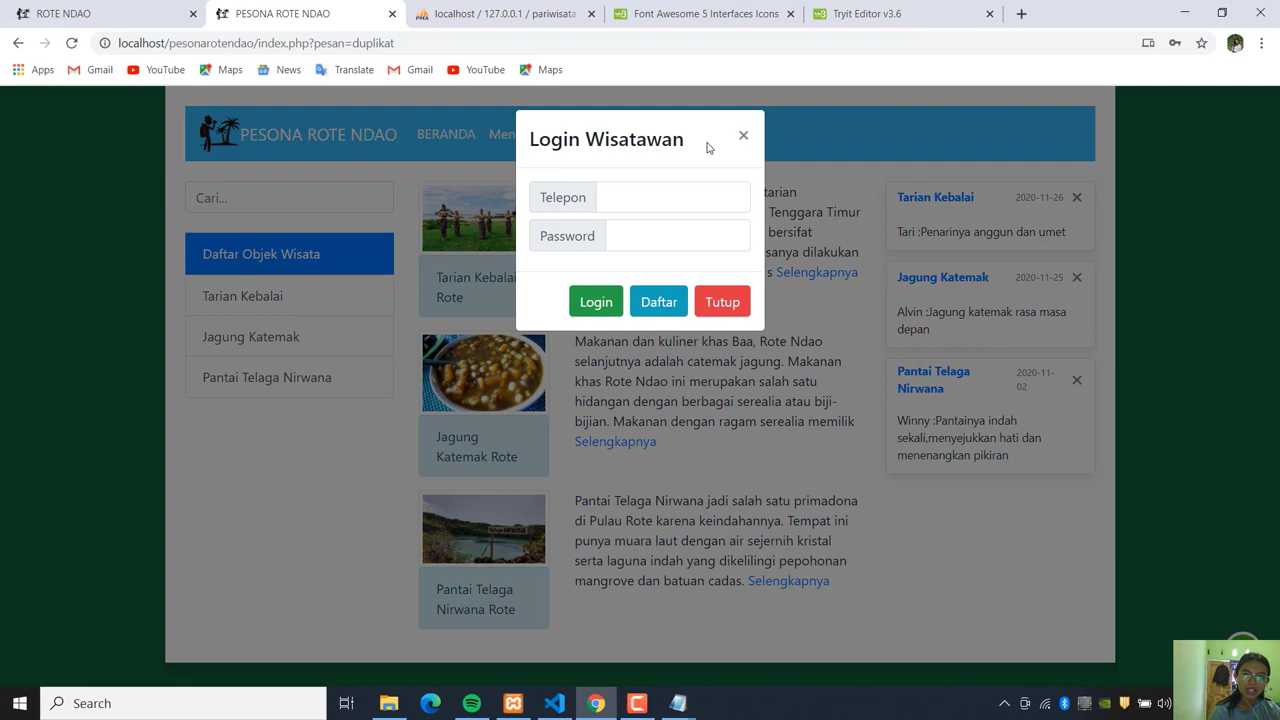 ROTE NDAO
PESONA ROTE NDAO
localhost / 127.0.0.1 / pariwisata
Font Awesome 5 Interfaces Icons
Tryit Editor v3.6
localhost/pesonarotendao/index.php?pesan=duplikat
Apps
Gmail
YouTube
Maps
News
Translate
Gmail
YouTube
Maps
PESONA ROTE NDAO
BERANDA
Login Wisatawan
Telepon
Password
Login
Daftar
Tutup
Cari...
Daftar Objek Wisata
Tarian Kebalai
Jagung Katemak
Pantai Telaga Nirwana
Tarian Kebalai
Rote
Tenggara Timur
bersifat
dilakukan
s Selengkapnya
Jagung
Katemak Rote
Makanan dan kuliner khas Baa, Rote Ndao
selanjutnya adalah catemak jagung. Makanan
khas Rote Ndao ini merupakan salah satu
hidangan dengan berbagai serealia atau biji-
bijian. Makanan dengan ragam serealia memilik
Selengkapnya
Pantai Telaga
Nirwana Rote
Pantai Telaga Nirwana jadi salah satu primadona
di Pulau Rote karena keindahannya. Tempat ini
punya muara laut dengan air sejernih kristal
serta laguna indah yang dikelilingi pepohonan
mangrove dan batuan cadas. Selengkapnya
Tarian Kebalai
2020-11-26
Tari :Penarinya anggun dan umet
Jagung Katemak
2020-11-25
Alvin :Jagung katemak rasa masa
depan
Pantai Telaga
Nirwana
2020-11-
02
Winny :Pantainya indah
sekali,menyejukkan hati dan
menenangkan pikiran
Search